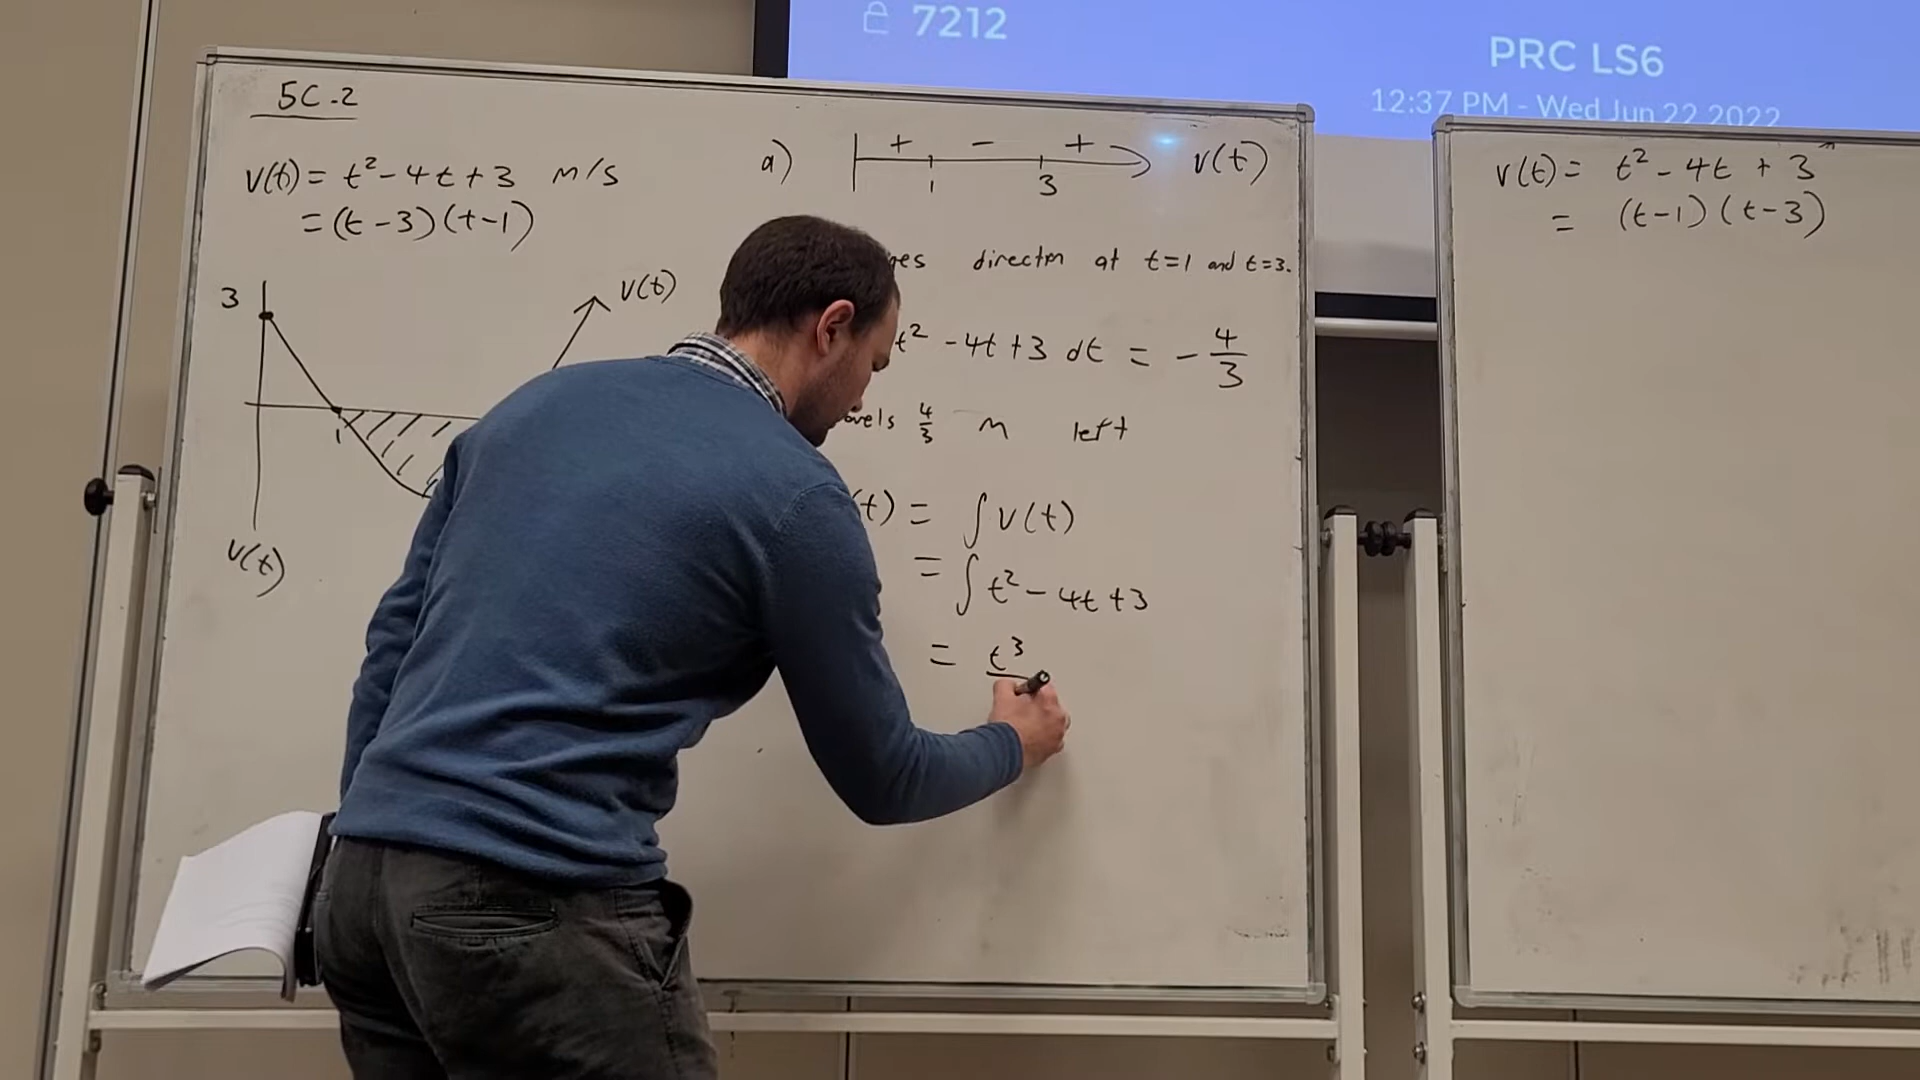 7212
PRC LS6
12:37 PM - Wed Jun 22 2022
5C.2
v(t) = t² - 4t + 3 m/s
= (t - 3)(t - 1)
3
v(t)
1
v(t)
a) + - + v(t)
1 3
directn at t=1 and t=3.
t² - 4t + 3 dt = - 4/3
4/3 m left
(t) = ∫ v(t)
= ∫ t² - 4t + 3
= t³
v(t) = t² - 4t + 3
= (t - 1)(t - 3)